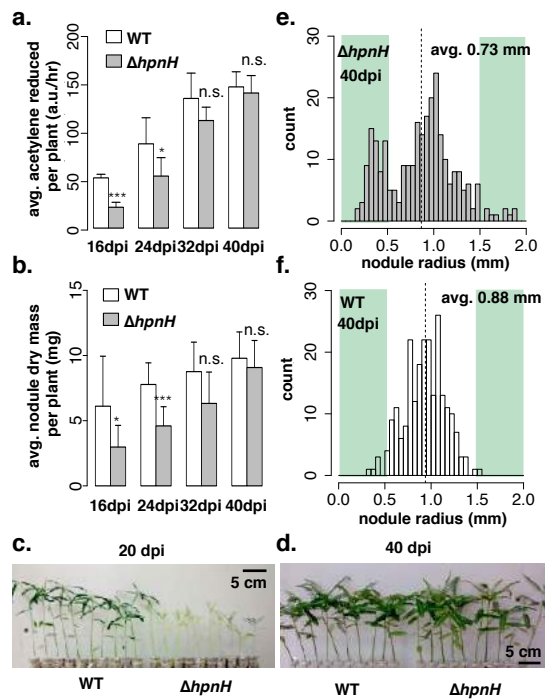 a.
WT
ΔhpnH
avg. acetylene reduced
per plant (a.u./hr)
0 50 100 150 200
***
*
n.s.
n.s.
16dpi 24dpi 32dpi 40dpi
b.
WT
ΔhpnH
avg. nodule dry mass
per plant (mg)
0 5 10 15
*
***
n.s.
n.s.
16dpi 24dpi 32dpi 40dpi
c.
20 dpi
5 cm
WT ΔhpnH
d.
40 dpi
5 cm
WT ΔhpnH
e.
ΔhpnH
40dpi
avg. 0.73 mm
count
0 10 20 30
0.0 0.5 1.0 1.5 2.0
nodule radius (mm)
f.
WT
40dpi
avg. 0.88 mm
count
0 10 20 30
0.0 0.5 1.0 1.5 2.0
nodule radius (mm)